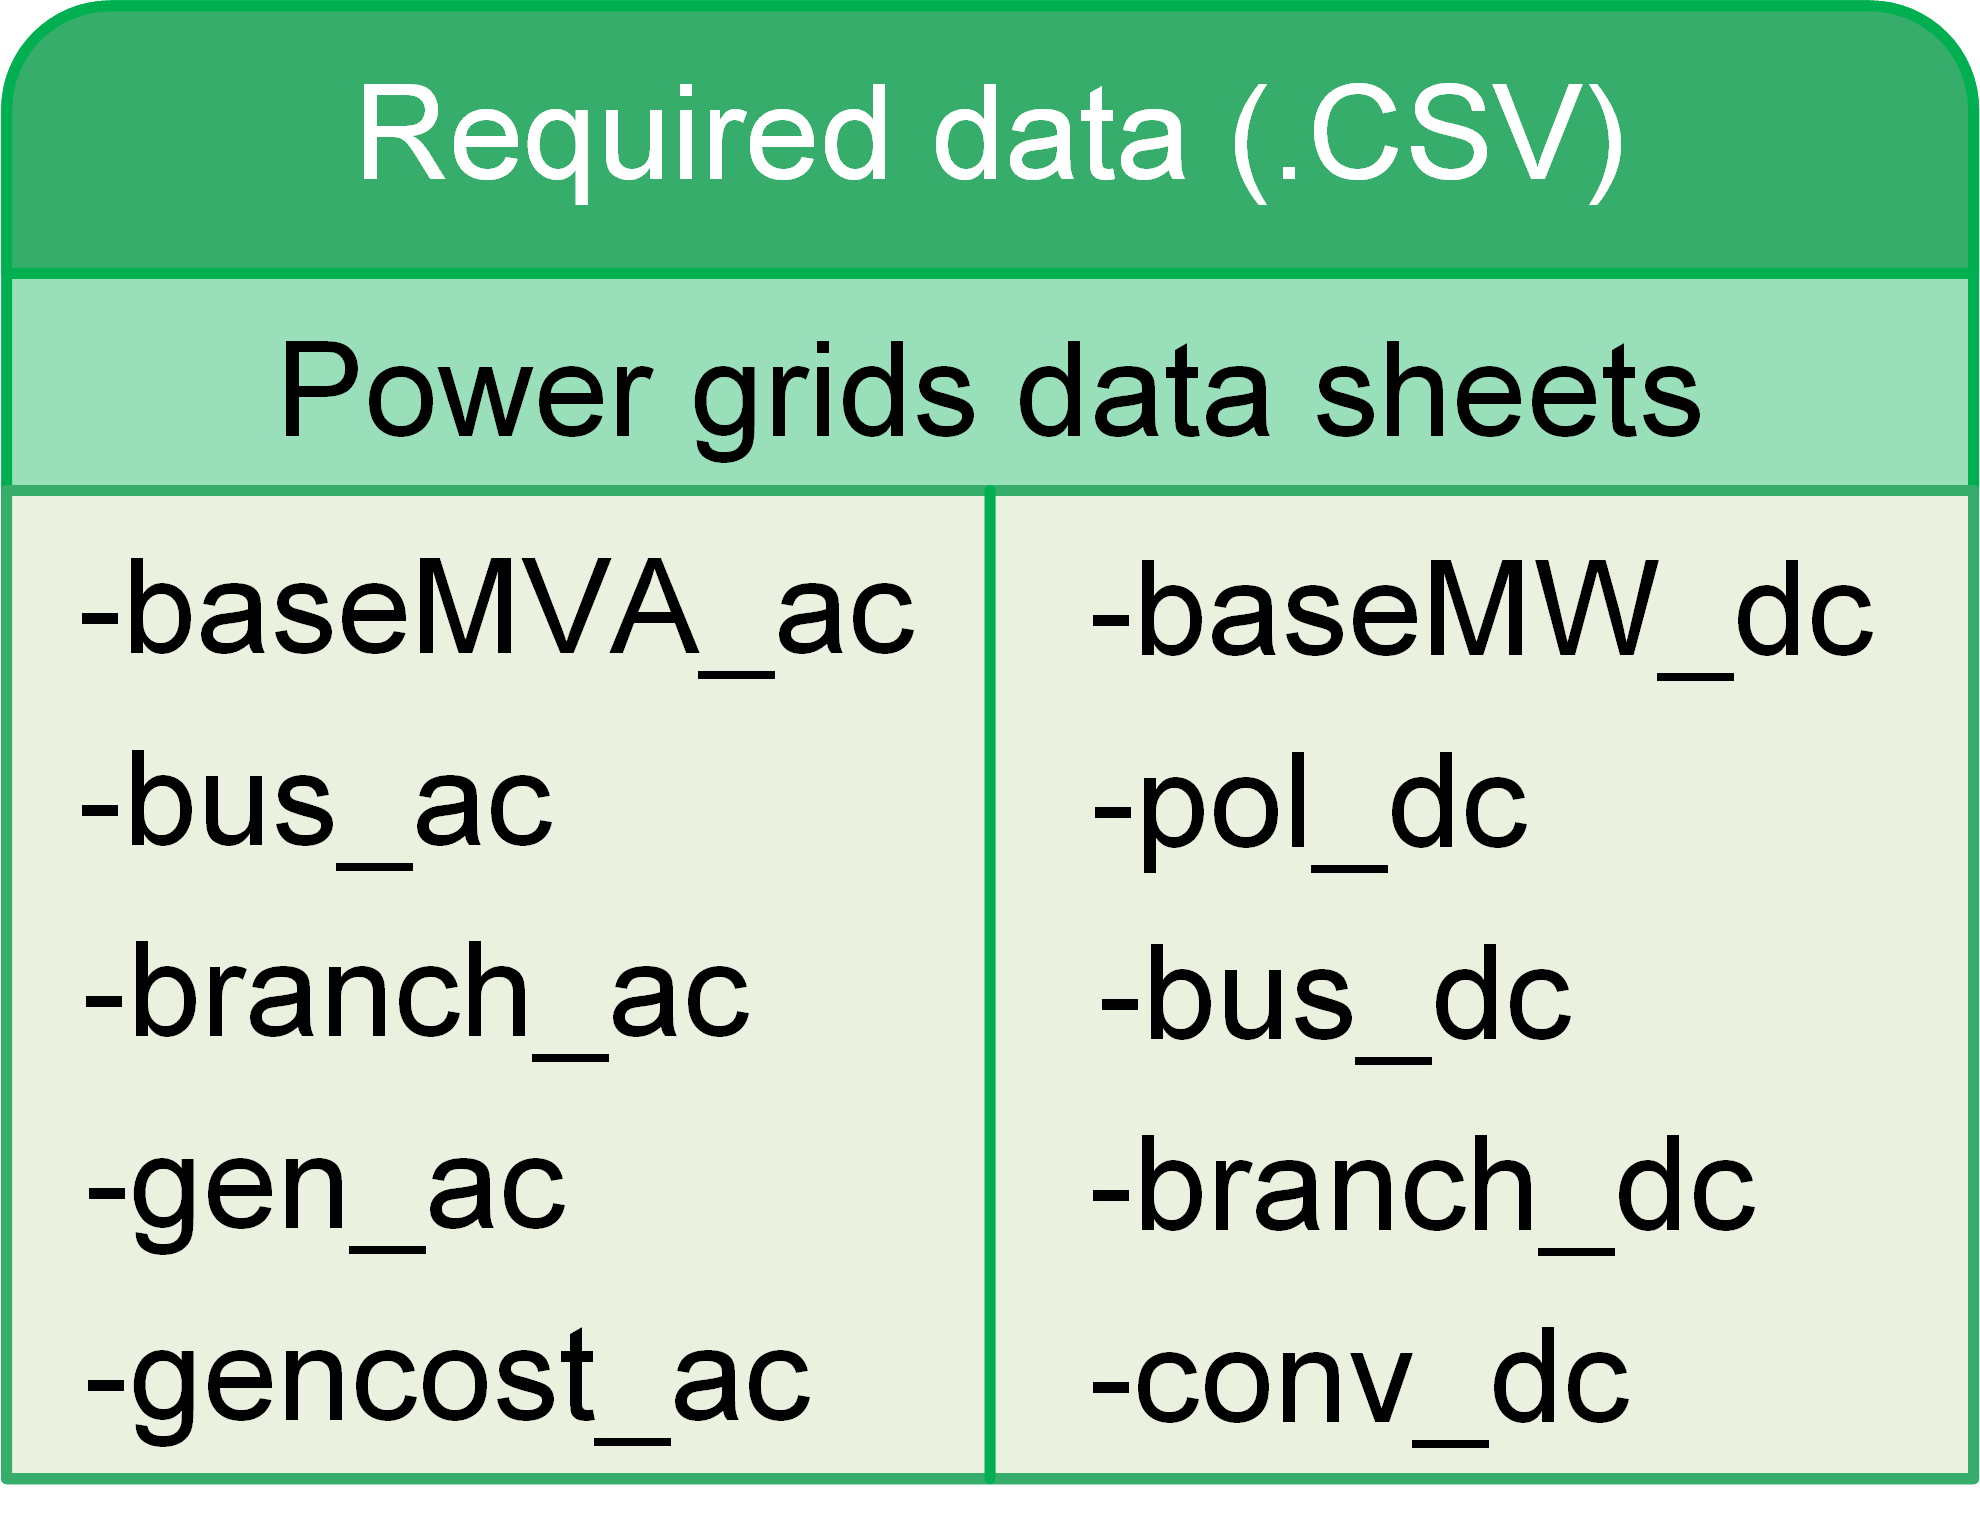 Required data (.CSV)
Power grids data sheets
-baseMVA_ac
-bus_ac
-branch_ac
-gen_ac
-gencost_ac
-baseMW_dc
-pol_dc
-bus_dc
-branch_dc
-conv_dc